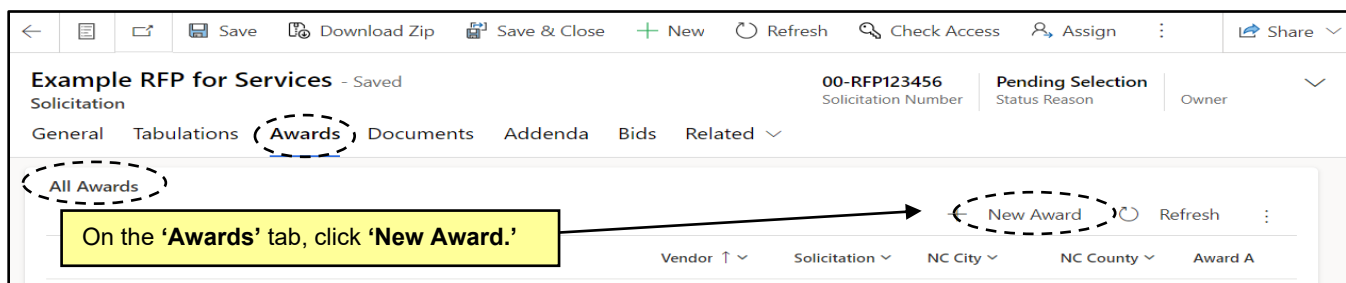 Save Download Zip Save & Close New Refresh Check Access Assign Share
Example RFP for Services - Saved 00-RFP123456 Pending Selection
Solicitation Solicitation Number Status Reason Owner
General Tabulations Awards Documents Addenda Bids Related
All Awards
New Award Refresh
On the ‘Awards’ tab, click ‘New Award.’
Vendor Solicitation NC City NC County Award A